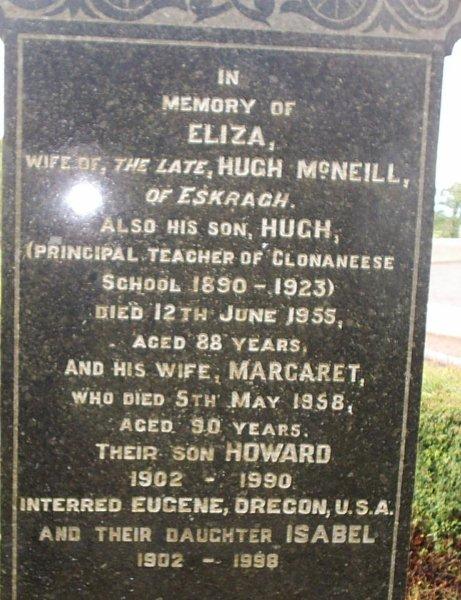 IN
MEMORY OF
ELIZA,
WIFE OF, THE LATE, HUGH McNEILL,
OF ESKRAGH.
ALSO HIS SON, HUGH,
(PRINCIPAL TEACHER OF CLONANEESE
SCHOOL 1890 - 1923)
DIED 12TH JUNE 1955,
AGED 88 YEARS,
AND HIS WIFE, MARGARET,
WHO DIED 5TH MAY 1958,
AGED 90 YEARS.
THEIR SON HOWARD
1902 - 1990
INTERRED EUGENE, OREGON, U.S.A.
AND THEIR DAUGHTER ISABEL
1902 - 1998